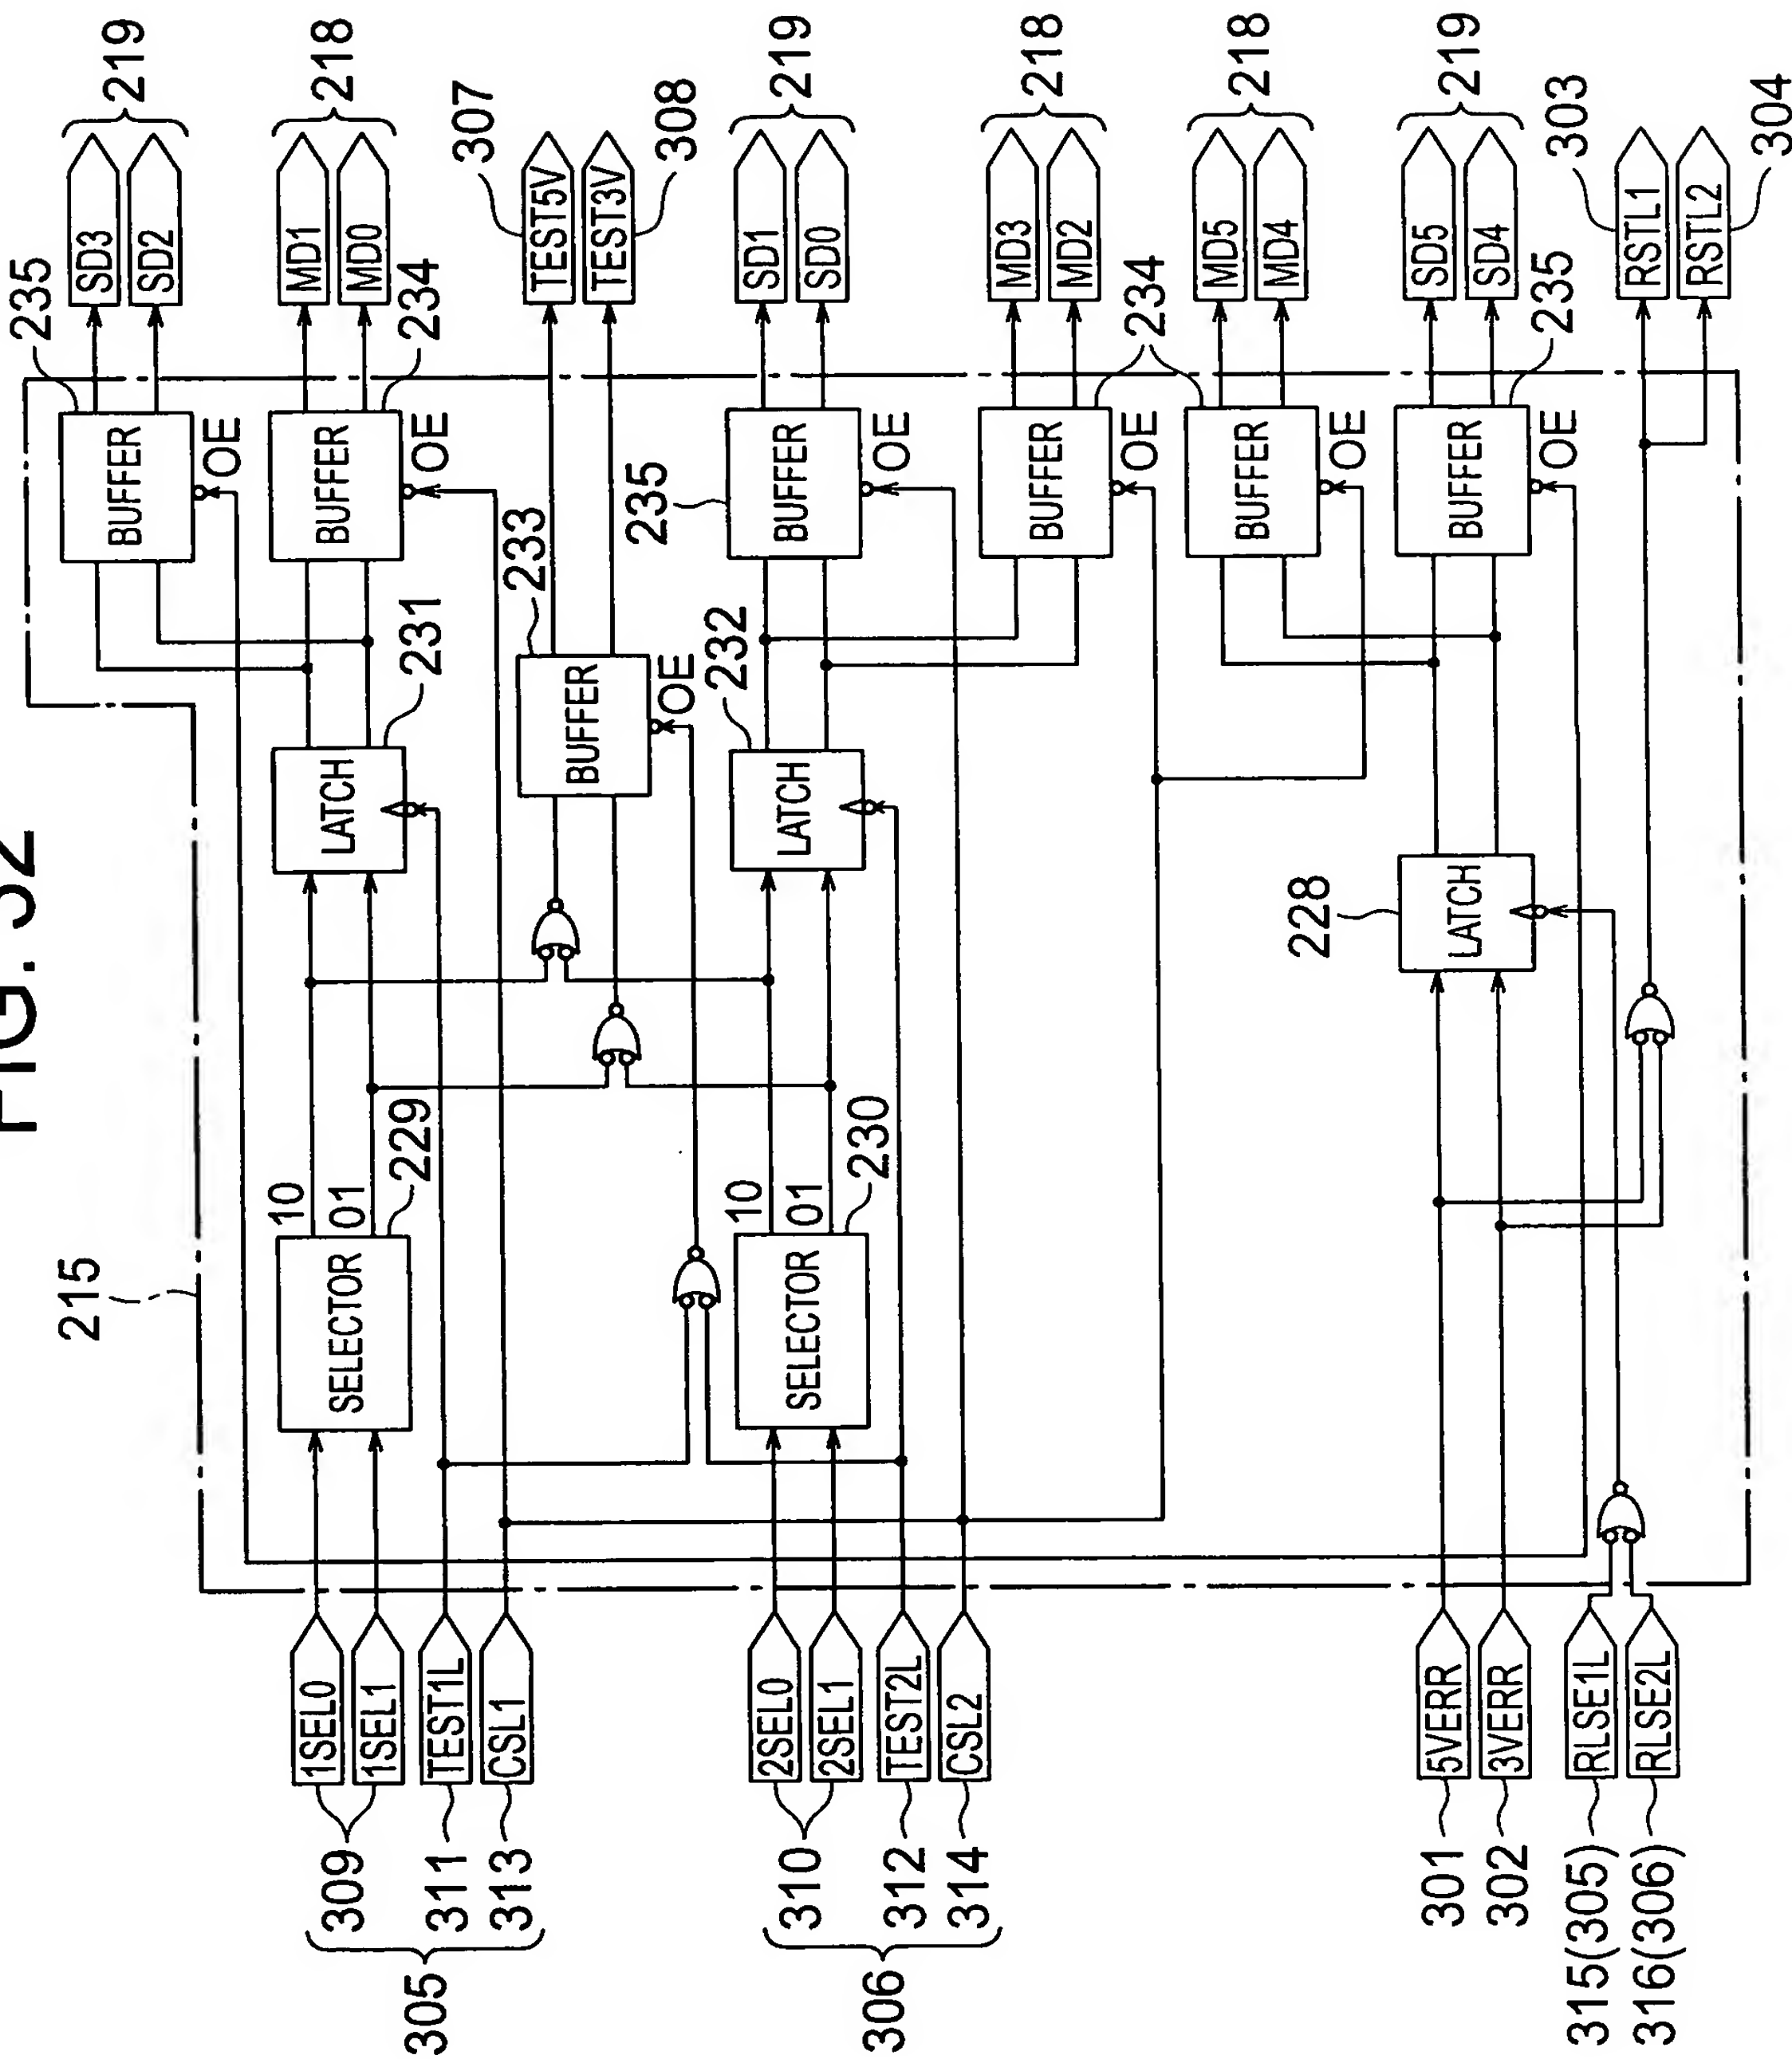 FIG. 32
215
235
SD3
SD2
219
BUFFER
OE
MD1
MD0
218
BUFFER
234
OE
307
TEST5V
TEST3V
308
233
BUFFER
OE
231
LATCH
10
01
SELECTOR
229
1SEL0
1SEL1
309
TEST1L
311
CSL1
313
305
SD1
SD0
219
235
BUFFER
OE
232
LATCH
10
01
SELECTOR
230
2SEL0
2SEL1
310
TEST2L
312
CSL2
314
306
MD3
MD2
218
BUFFER
OE
234
MD5
MD4
218
BUFFER
OE
SD5
SD4
219
BUFFER
235
OE
228
LATCH
303
RSTL1
RSTL2
304
5VERR
301
3VERR
302
RLSE1L
315(305)
RLSE2L
316(306)